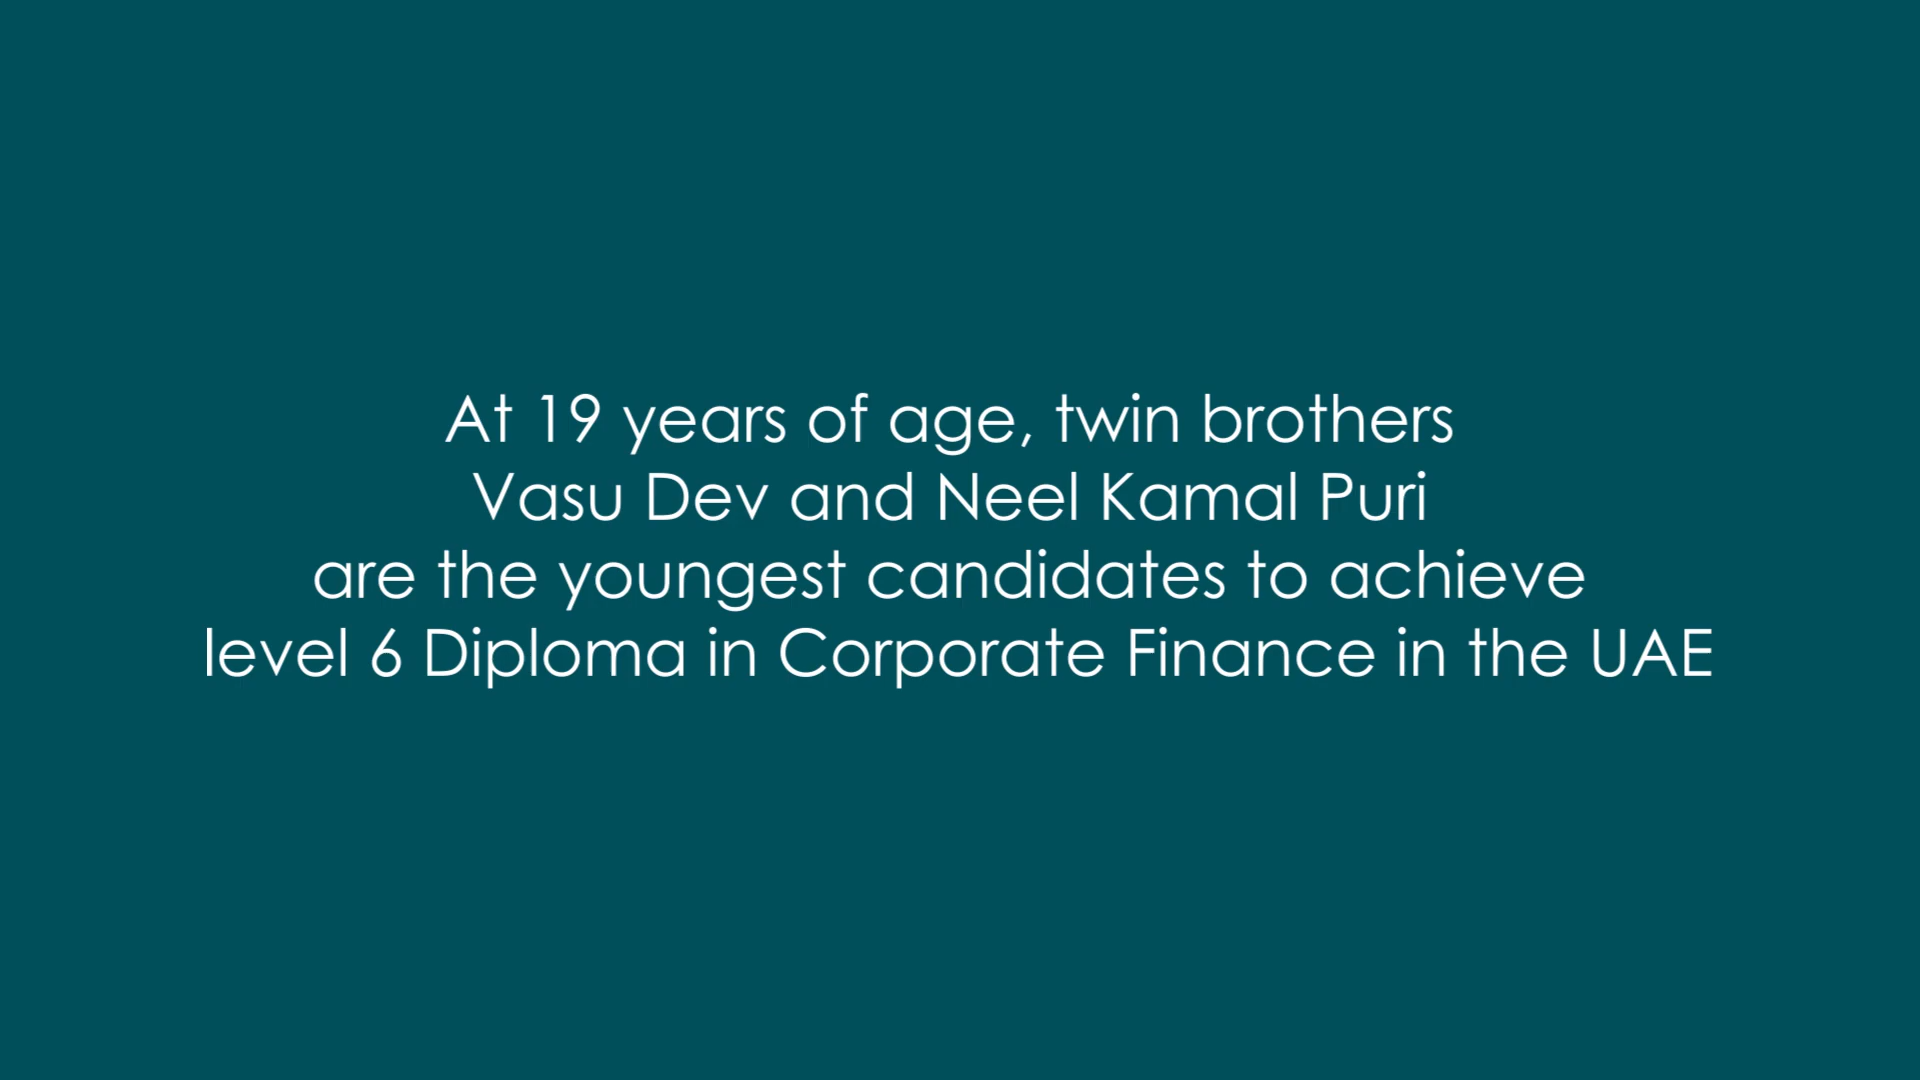 At 19 years of age, twin brothers
Vasu Dev and Neel Kamal Puri
are the youngest candidates to achieve
level 6 Diploma in Corporate Finance in the UAE